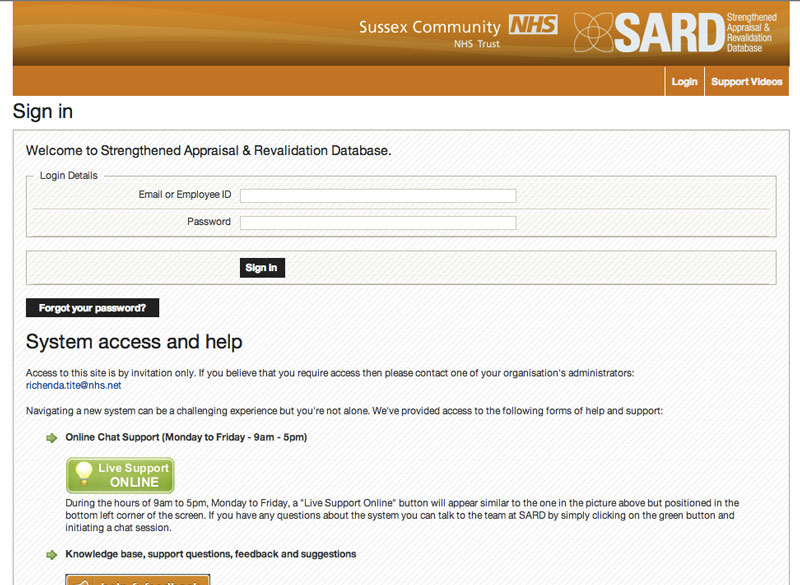 Sussex Community NHS
NHS Trust
SARD
Strengthened
Appraisal &
Revalidation
Database
Login
Support Videos
Sign in
Welcome to Strengthened Appraisal & Revalidation Database.
Login Details
Email or Employee ID
Password
Sign in
Forgot your password?
System access and help
Access to this site is by invitation only. If you believe that you require access then please contact one of your organisation's administrators:
richenda.tite@nhs.net
Navigating a new system can be a challenging experience but you're not alone. We've provided access to the following forms of help and support:
Online Chat Support (Monday to Friday - 9am - 5pm)
Live Support
ONLINE
During the hours of 9am to 5pm, Monday to Friday, a "Live Support Online" button will appear similar to the one in the picture above but positioned in the
bottom left corner of the screen. If you have any questions about the system you can talk to the team at SARD by simply clicking on the green button and
initiating a chat session.
Knowledge base, support questions, feedback and suggestions